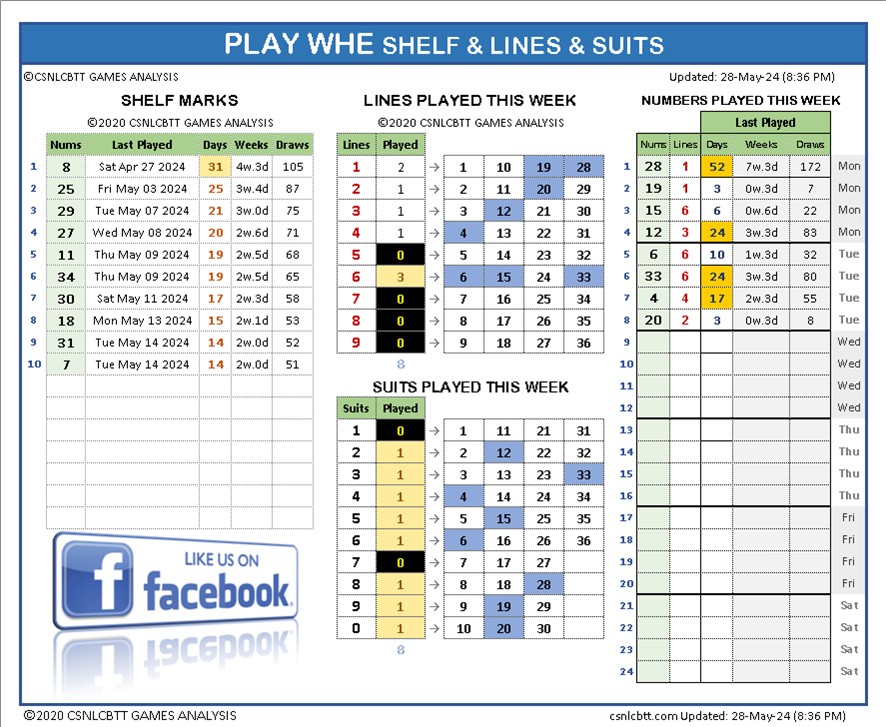 PLAY WHE SHELF & LINES & SUITS
©CSNLCBTT GAMES ANALYSIS
Updated: 28-May-24 (8:36 PM)
SHELF MARKS
©2020 CSNLCBTT GAMES ANALYSIS
Nums Last Played Days Weeks Draws
1 8 Sat Apr 27 2024 31 4w.3d 105
2 25 Fri May 03 2024 25 3w.4d 87
3 29 Tue May 07 2024 21 3w.0d 75
4 27 Wed May 08 2024 20 2w.6d 71
5 11 Thu May 09 2024 19 2w.5d 68
6 34 Thu May 09 2024 19 2w.5d 65
7 30 Sat May 11 2024 17 2w.3d 58
8 18 Mon May 13 2024 15 2w.1d 53
9 31 Tue May 14 2024 14 2w.0d 52
10 7 Tue May 14 2024 14 2w.0d 51
LIKE US ON
f facebook.
LINES PLAYED THIS WEEK
©2020 CSNLCBTT GAMES ANALYSIS
Lines Played
1 2 → 1 10 19 28
2 1 → 2 11 20 29
3 1 → 3 12 21 30
4 1 → 4 13 22 31
5 0 → 5 14 23 32
6 3 → 6 15 24 33
7 0 → 7 16 25 34
8 0 → 8 17 26 35
9 0 → 9 18 27 36
8
SUITS PLAYED THIS WEEK
Suits Played
1 0 → 1 11 21 31
2 1 → 2 12 22 32
3 1 → 3 13 23 33
4 1 → 4 14 24 34
5 1 → 5 15 25 35
6 1 → 6 16 26 36
7 0 → 7 17 27
8 1 → 8 18 28
9 1 → 9 19 29
0 1 → 10 20 30
8
NUMBERS PLAYED THIS WEEK
Last Played
Nums Lines Days Weeks Draws
1 28 1 52 7w.3d 172 Mon
2 19 1 3 0w.3d 7 Mon
3 15 6 6 0w.6d 22 Mon
4 12 3 24 3w.3d 83 Mon
5 6 6 10 1w.3d 32 Tue
6 33 6 24 3w.3d 80 Tue
7 4 4 17 2w.3d 55 Tue
8 20 2 3 0w.3d 8 Tue
9 Wed
10 Wed
11 Wed
12 Wed
13 Thu
14 Thu
15 Thu
16 Thu
17 Fri
18 Fri
19 Fri
20 Fri
21 Sat
22 Sat
23 Sat
24 Sat
©2020 CSNLCBTT GAMES ANALYSIS
csnlcbtt.com Updated: 28-May-24 (8:36 PM)